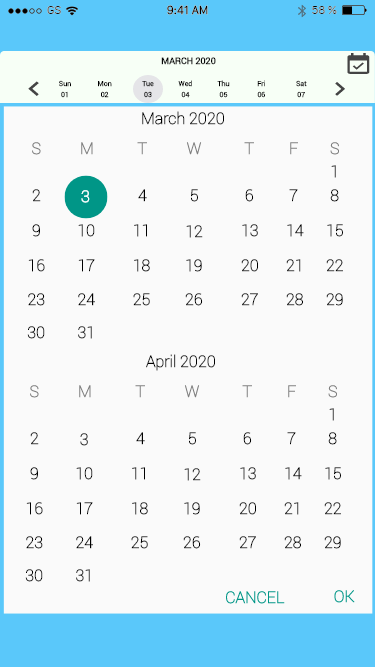 GS 9:41 AM 58 %
MARCH 2020
Sun Mon Tue Wed Thu Fri Sat
01 02 03 04 05 06 07
March 2020
S M T W T F S
1
2 3 4 5 6 7 8
9 10 11 12 13 14 15
16 17 18 19 20 21 22
23 24 25 26 27 28 29
30 31
April 2020
S M T W T F S
1
2 3 4 5 6 7 8
9 10 11 12 13 14 15
16 17 18 19 20 21 22
23 24 25 26 27 28 29
30 31
CANCEL OK